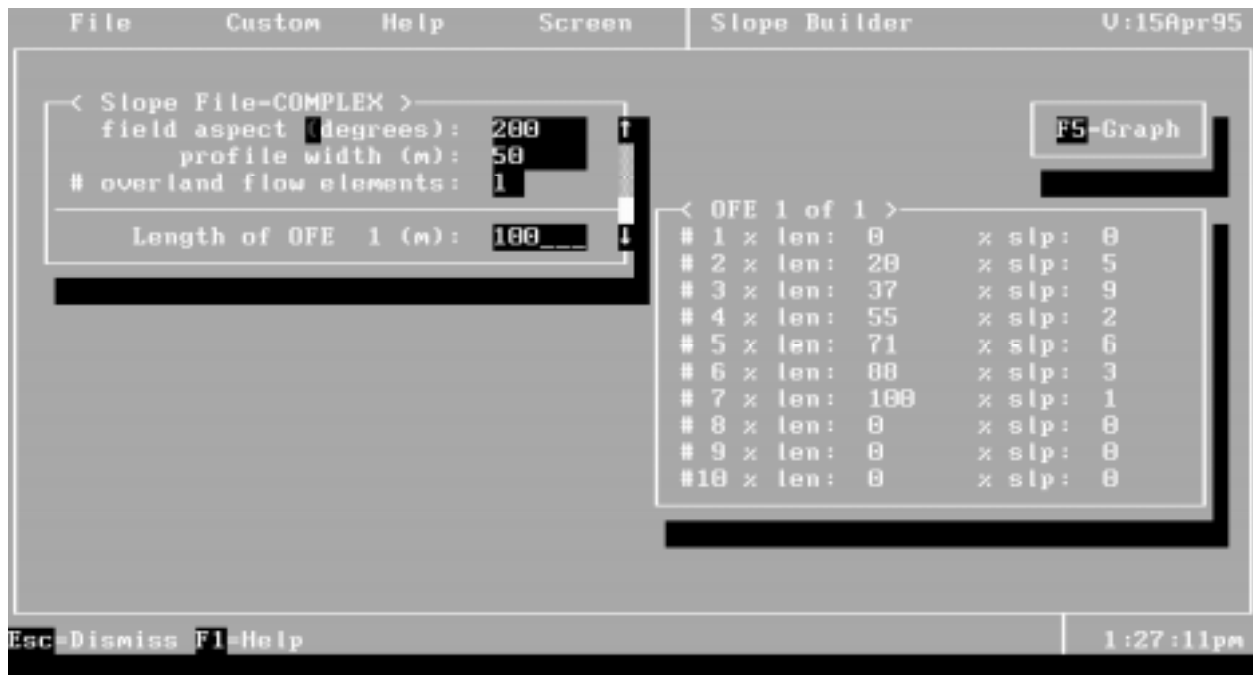 File Custom Help Screen Slope Builder V:15Apr95
< Slope File-COMPLEX >
field aspect (degrees): 200
profile width (m): 50
# overland flow elements: 1
Length of OFE 1 (m): 100___
F5-Graph
< OFE 1 of 1 >
# 1 % len: 0 % slp: 0
# 2 % len: 20 % slp: 5
# 3 % len: 37 % slp: 9
# 4 % len: 55 % slp: 2
# 5 % len: 71 % slp: 6
# 6 % len: 88 % slp: 3
# 7 % len: 100 % slp: 1
# 8 % len: 0 % slp: 0
# 9 % len: 0 % slp: 0
#10 % len: 0 % slp: 0
Esc=Dismiss F1=Help 1:27:11pm